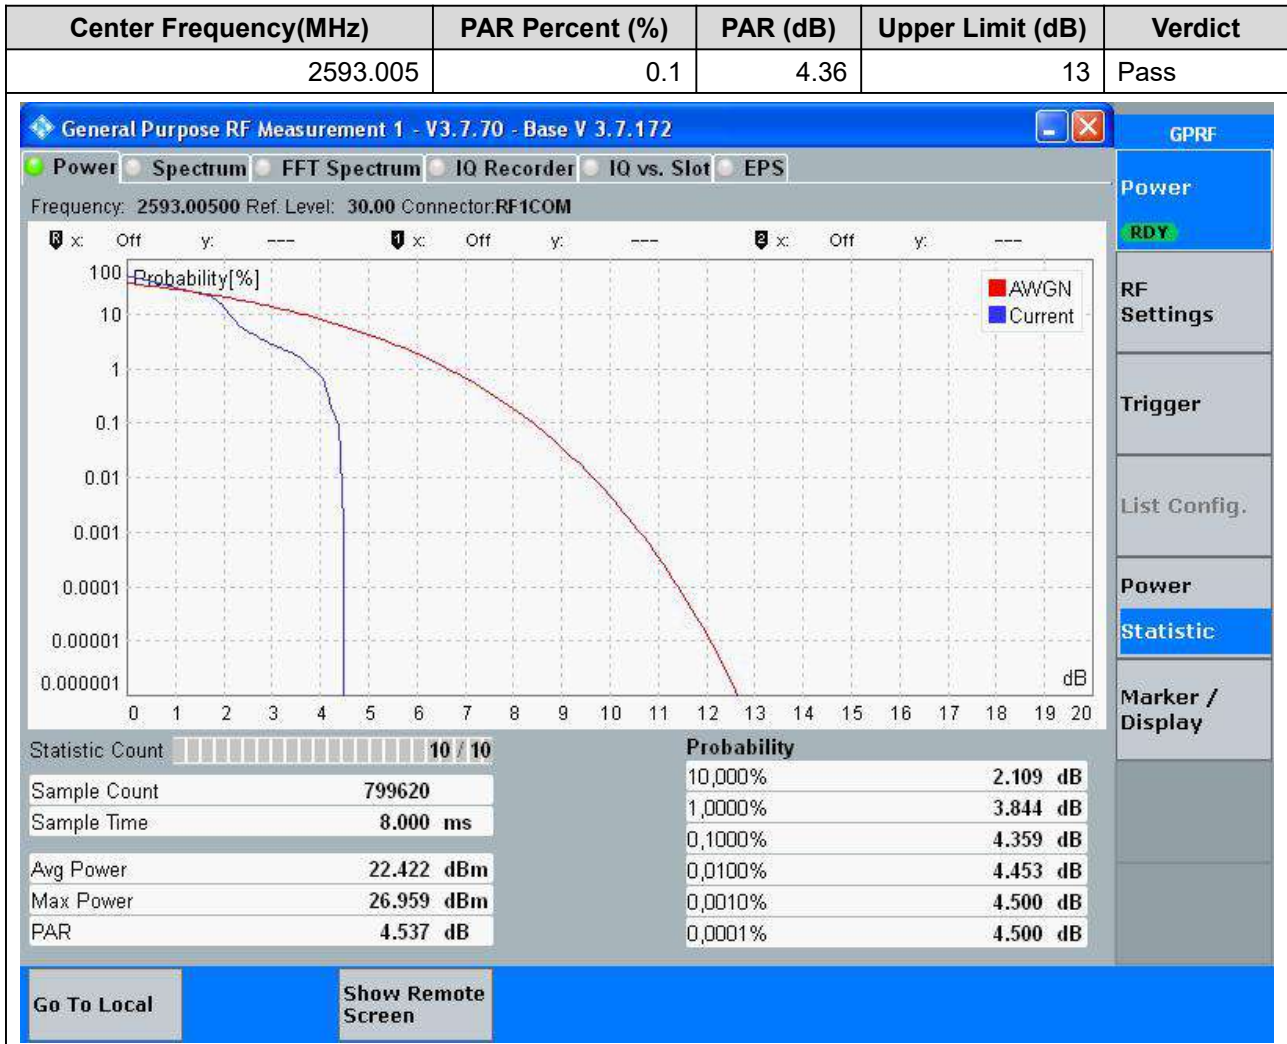 Center Frequency(MHz) PAR Percent (%) PAR (dB) Upper Limit (dB) Verdict
2593.005 0.1 4.36 13 Pass
General Purpose RF Measurement 1 - V3.7.70 - Base V 3.7.172
GPRF
Power Spectrum FFT Spectrum IQ Recorder IQ vs. Slot EPS
Frequency: 2593.00500 Ref. Level: 30.00 Connector:RF1COM
R x: Off y: --- 1 x: Off y: --- 2 x: Off y: ---
Probability[%]
AWGN
Current
100
10
1
0.1
0.01
0.001
0.0001
0.00001
0.000001
dB
0 1 2 3 4 5 6 7 8 9 10 11 12 13 14 15 16 17 18 19 20
Statistic Count 10 / 10
Sample Count 799620
Sample Time 8.000 ms
Avg Power 22.422 dBm
Max Power 26.959 dBm
PAR 4.537 dB
Probability
10,000% 2.109 dB
1,0000% 3.844 dB
0,1000% 4.359 dB
0,0100% 4.453 dB
0,0010% 4.500 dB
0,0001% 4.500 dB
Power
RDY
RF
Settings
Trigger
List Config.
Power
Statistic
Marker /
Display
Go To Local
Show Remote
Screen